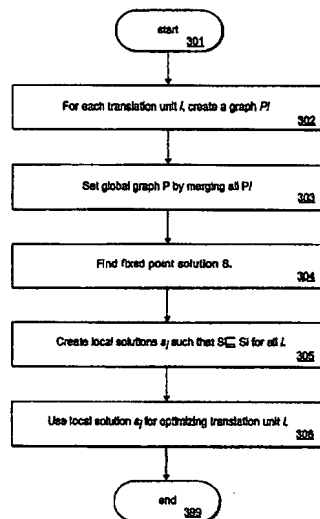 start
301
For each translation unit i, create a graph Pi
302
Set global graph P by merging all Pi
303
Find fixed point solution S.
304
Create local solutions si such that S⊑ Si for all i.
305
Use local solution si for optimizing translation unit i.
306
end
399